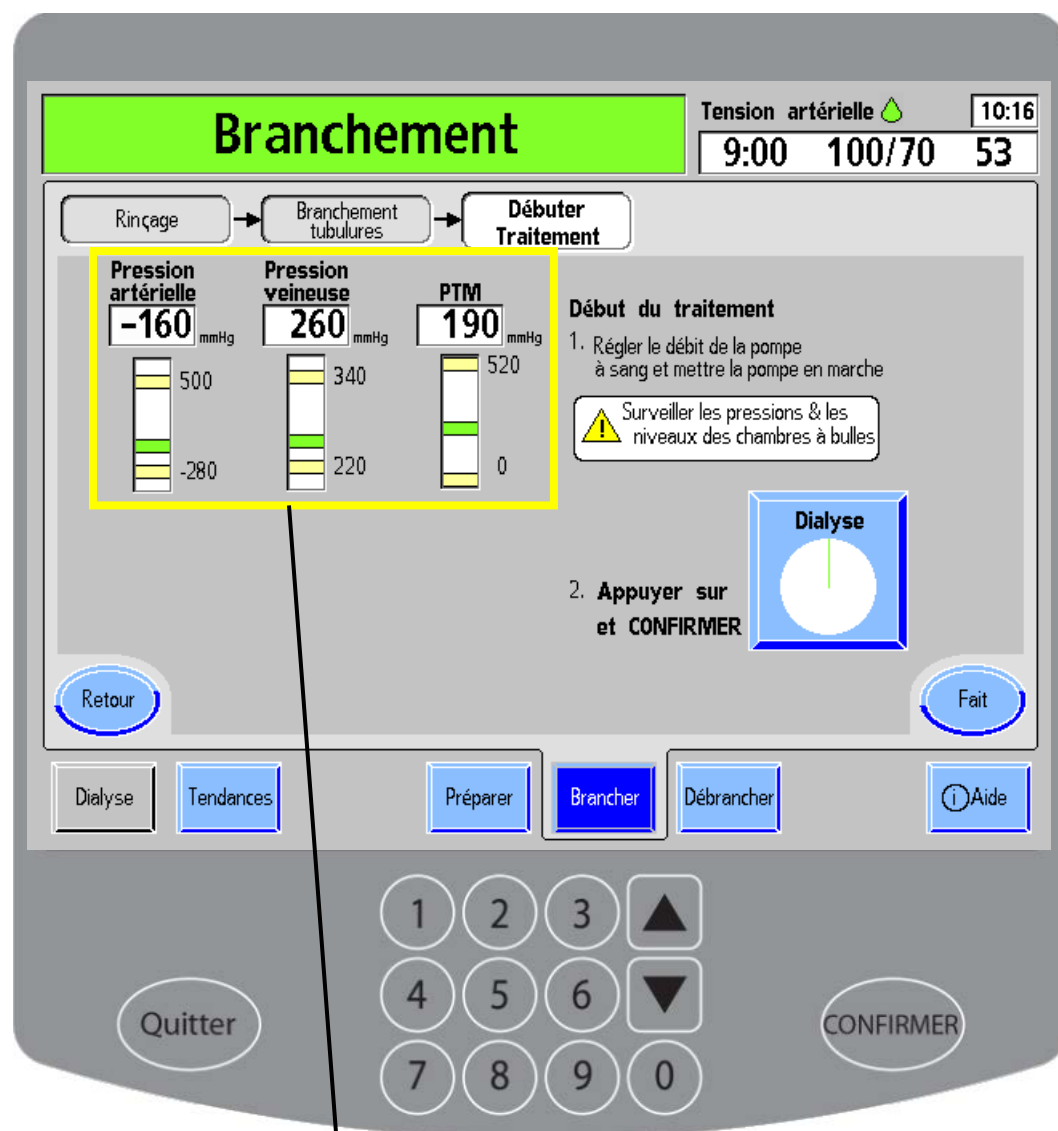 Branchement
Tension artérielle
10:16
9:00 100/70 53
Rinçage
Branchement
tubulures
Débuter
Traitement
Pression
artérielle
-160 mmHg
500
-280
Pression
veineuse
260 mmHg
340
220
PTM
190 mmHg
520
0
Début du traitement
1. Régler le débit de la pompe
à sang et mettre la pompe en marche
Surveiller les pressions & les
niveaux des chambres à bulles
Dialyse
2. Appuyer sur
et CONFIRMER
Retour
Fait
Dialyse
Tendances
Préparer
Brancher
Débrancher
Aide
1 2 3
4 5 6
7 8 9 0
Quitter
CONFIRMER